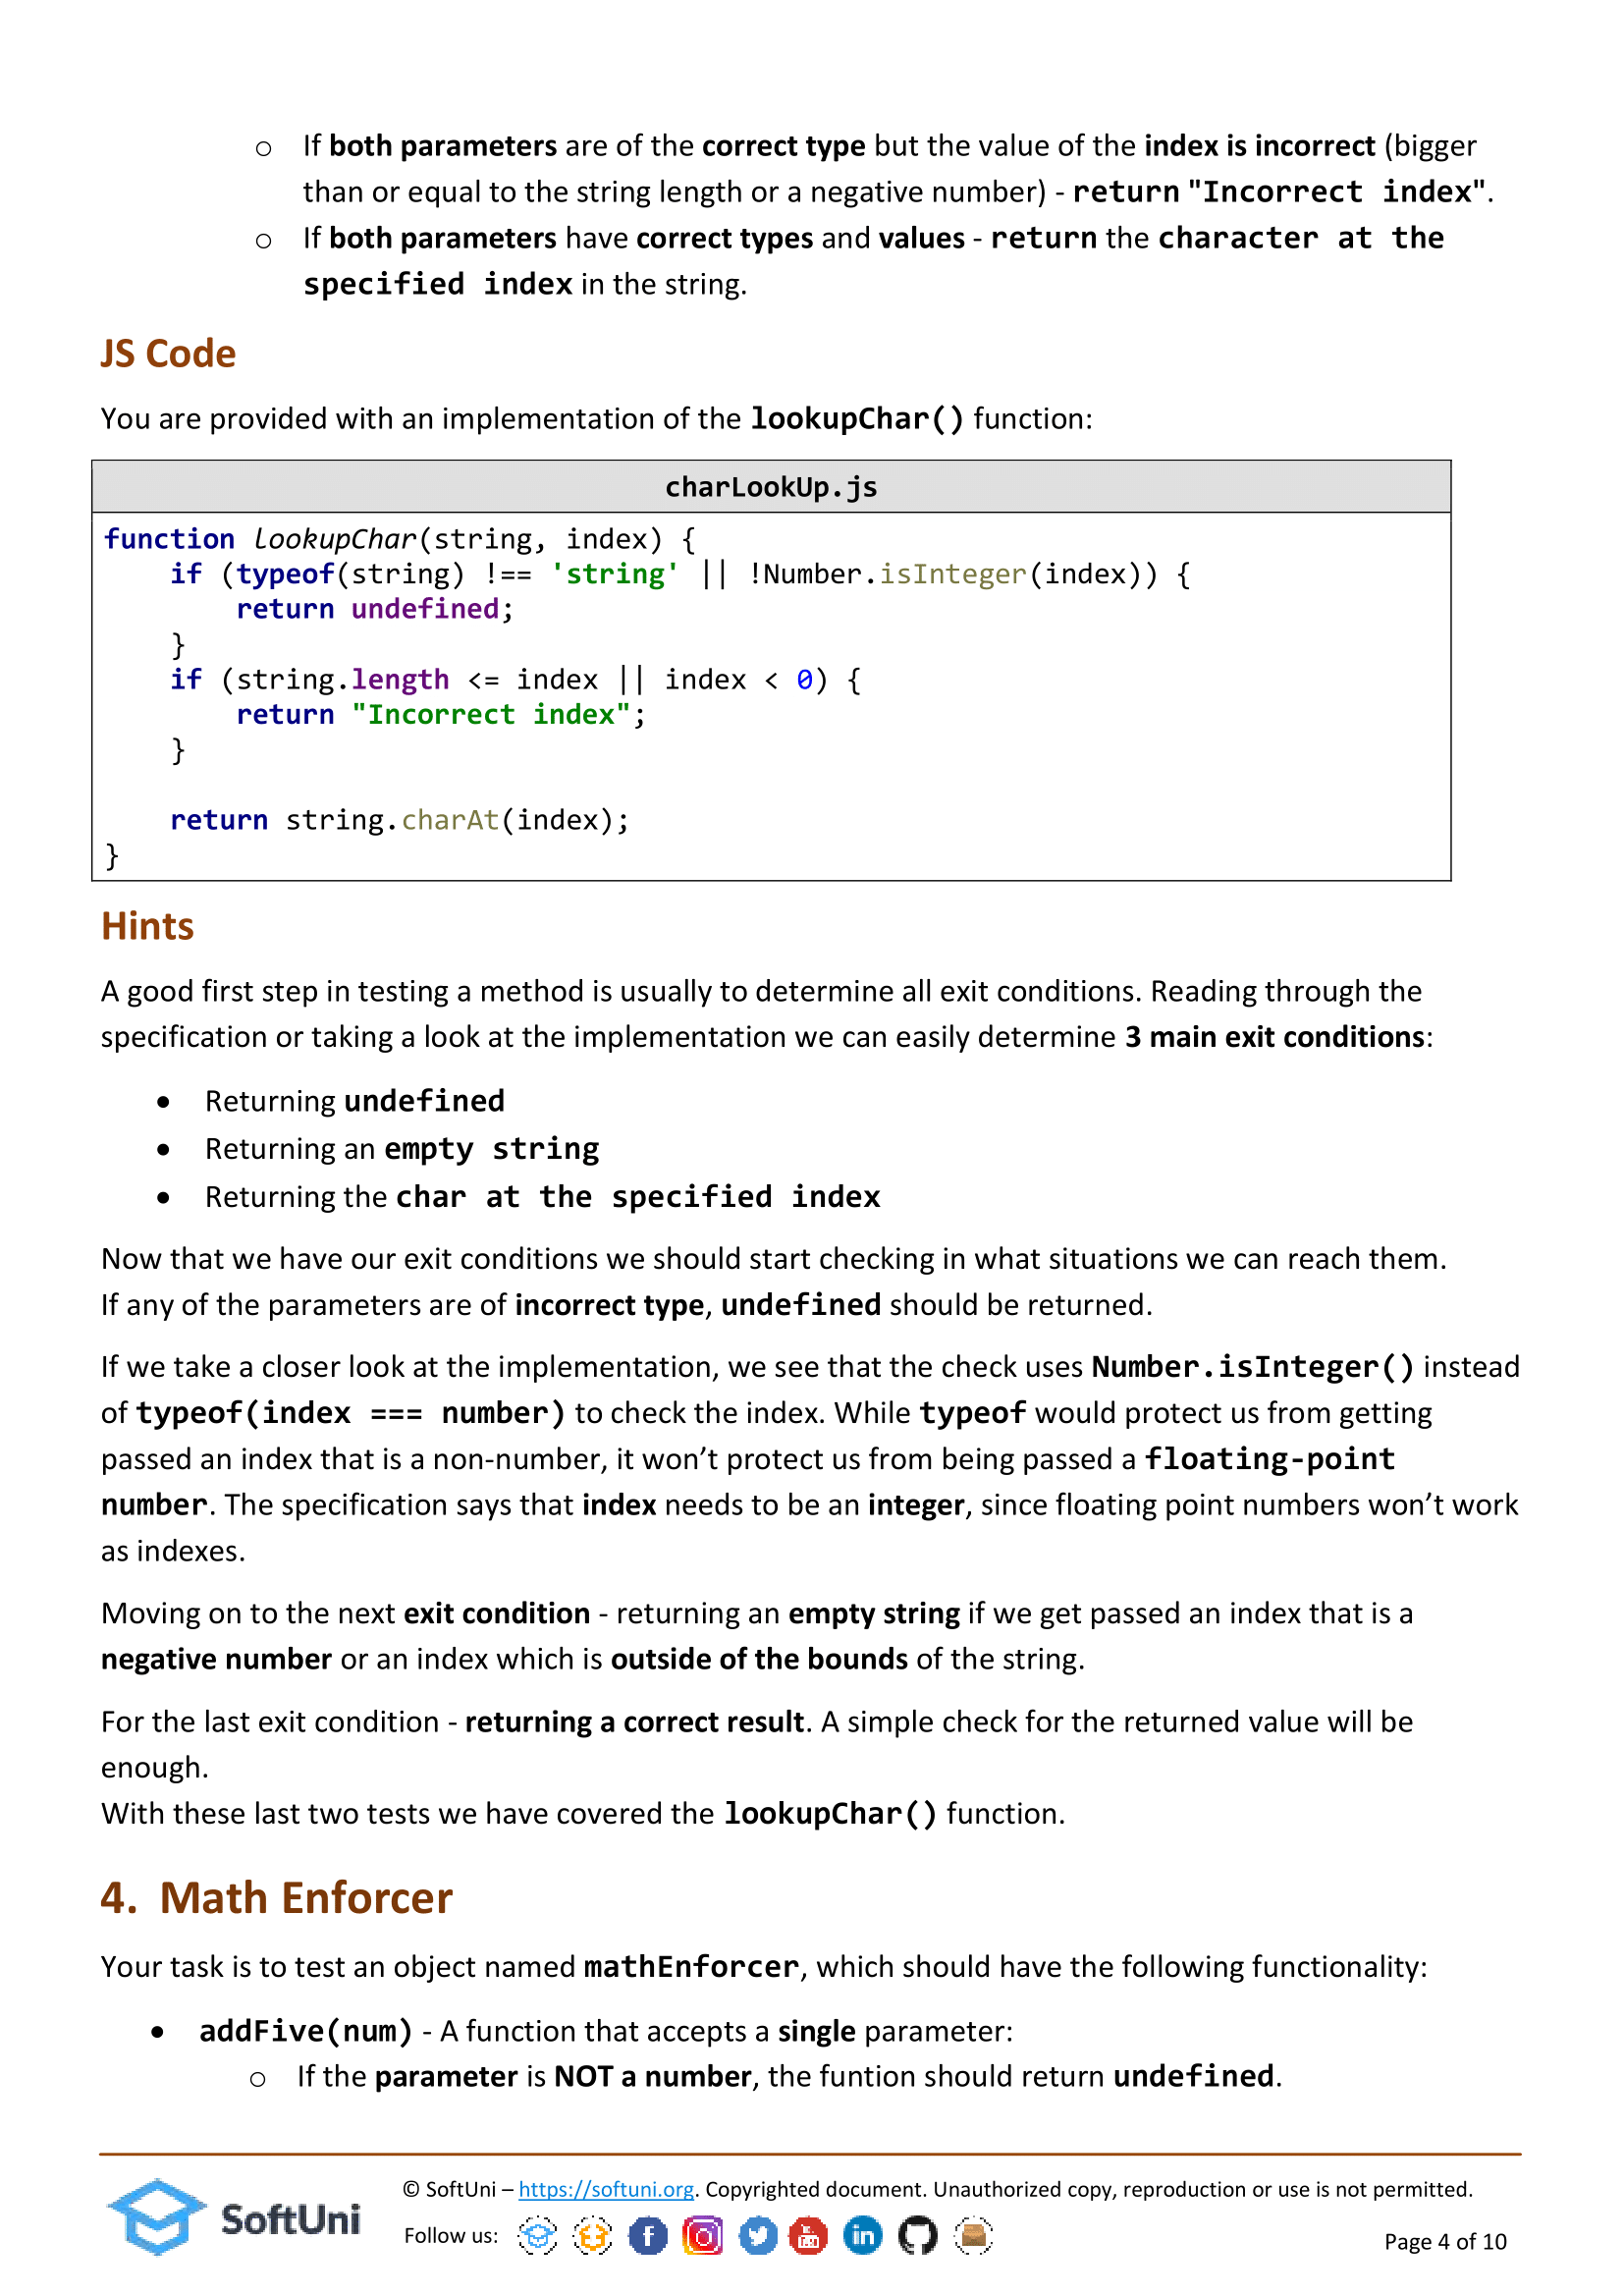 o If both parameters are of the correct type but the value of the index is incorrect (bigger
than or equal to the string length or a negative number) - return "Incorrect index".
o If both parameters have correct types and values - return the character at the
specified index in the string.
JS Code
You are provided with an implementation of the lookupChar() function:
charLookUp.js
function lookupChar(string, index) {
    if (typeof(string) !== 'string' || !Number.isInteger(index)) {
        return undefined;
    }
    if (string.length <= index || index < 0) {
        return "Incorrect index";
    }
    return string.charAt(index);
}
Hints
A good first step in testing a method is usually to determine all exit conditions. Reading through the
specification or taking a look at the implementation we can easily determine 3 main exit conditions:
• Returning undefined
• Returning an empty string
• Returning the char at the specified index
Now that we have our exit conditions we should start checking in what situations we can reach them.
If any of the parameters are of incorrect type, undefined should be returned.
If we take a closer look at the implementation, we see that the check uses Number.isInteger() instead
of typeof(index === number) to check the index. While typeof would protect us from getting
passed an index that is a non-number, it won’t protect us from being passed a floating-point
number. The specification says that index needs to be an integer, since floating point numbers won’t work
as indexes.
Moving on to the next exit condition - returning an empty string if we get passed an index that is a
negative number or an index which is outside of the bounds of the string.
For the last exit condition - returning a correct result. A simple check for the returned value will be
enough.
With these last two tests we have covered the lookupChar() function.
4. Math Enforcer
Your task is to test an object named mathEnforcer, which should have the following functionality:
• addFive(num) - A function that accepts a single parameter:
o If the parameter is NOT a number, the funtion should return undefined.
© SoftUni – https://softuni.org. Copyrighted document. Unauthorized copy, reproduction or use is not permitted.
SoftUni
Follow us:
Page 4 of 10